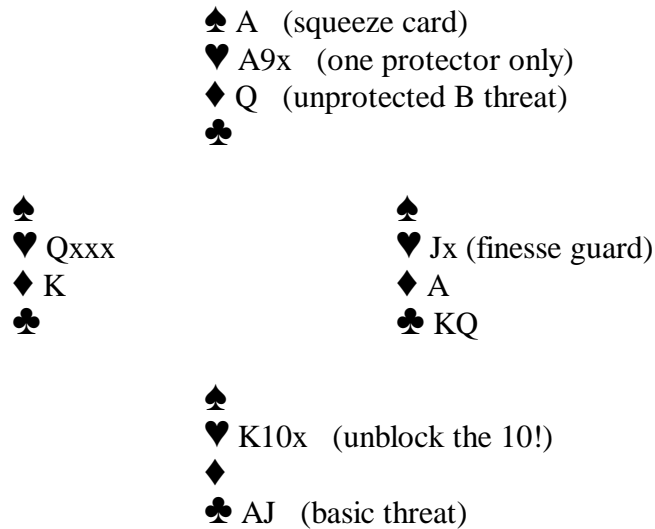 ♠ A (squeeze card)
♥ A9x (one protector only)
♦ Q (unprotected B threat)
♣
♠ ♠
♥ Qxxx ♥ Jx (finesse guard)
♦ K ♦ A
♣ ♣ KQ
♠
♥ K10x (unblock the 10!)
♦
♣ AJ (basic threat)